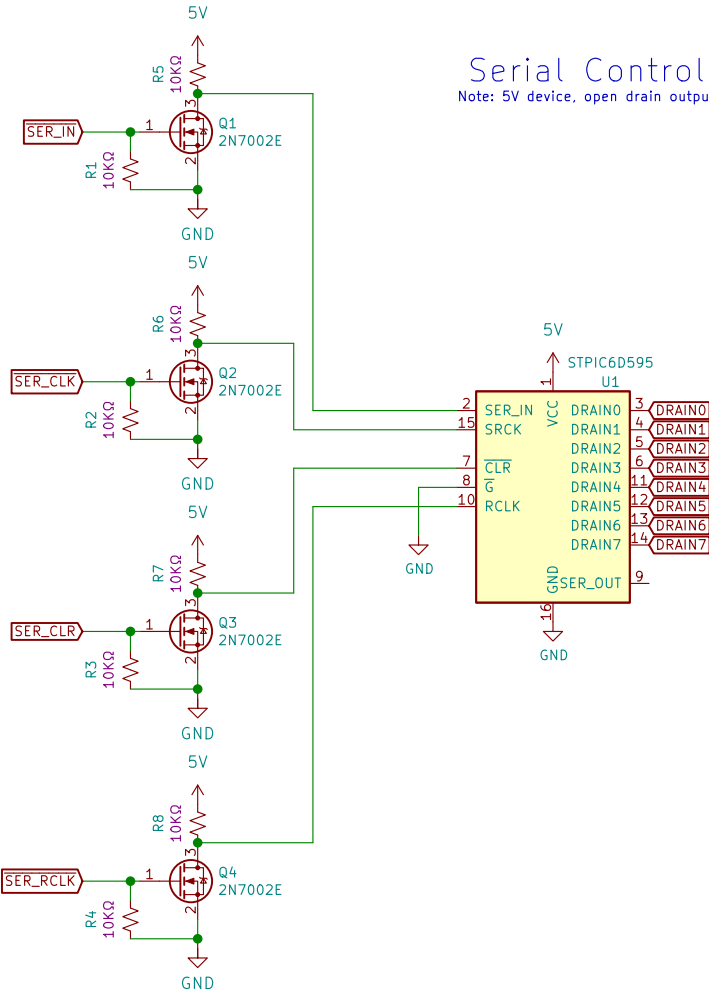 5V
R5
10KΩ
3
SER_IN
1
Q1
2N7002E
2
R1
10KΩ
GND
Serial Control
Note: 5V device, open drain outpu
5V
R6
10KΩ
3
SER_CLK
1
Q2
2N7002E
2
R2
10KΩ
GND
5V
R7
10KΩ
3
SER_CLR
1
Q3
2N7002E
2
R3
10KΩ
GND
5V
R8
10KΩ
3
SER_RCLK
1
Q4
2N7002E
2
R4
10KΩ
GND
5V
STPIC6D595
U1
1
VCC
2 SER_IN
15 SRCK
7 CLR
8 G
10 RCLK
GND
DRAIN0 3 DRAIN0
DRAIN1 4 DRAIN1
DRAIN2 5 DRAIN2
DRAIN3 6 DRAIN3
DRAIN4 11 DRAIN4
DRAIN5 12 DRAIN5
DRAIN6 13 DRAIN6
DRAIN7 14 DRAIN7
SER_OUT 9
GND
16
GND